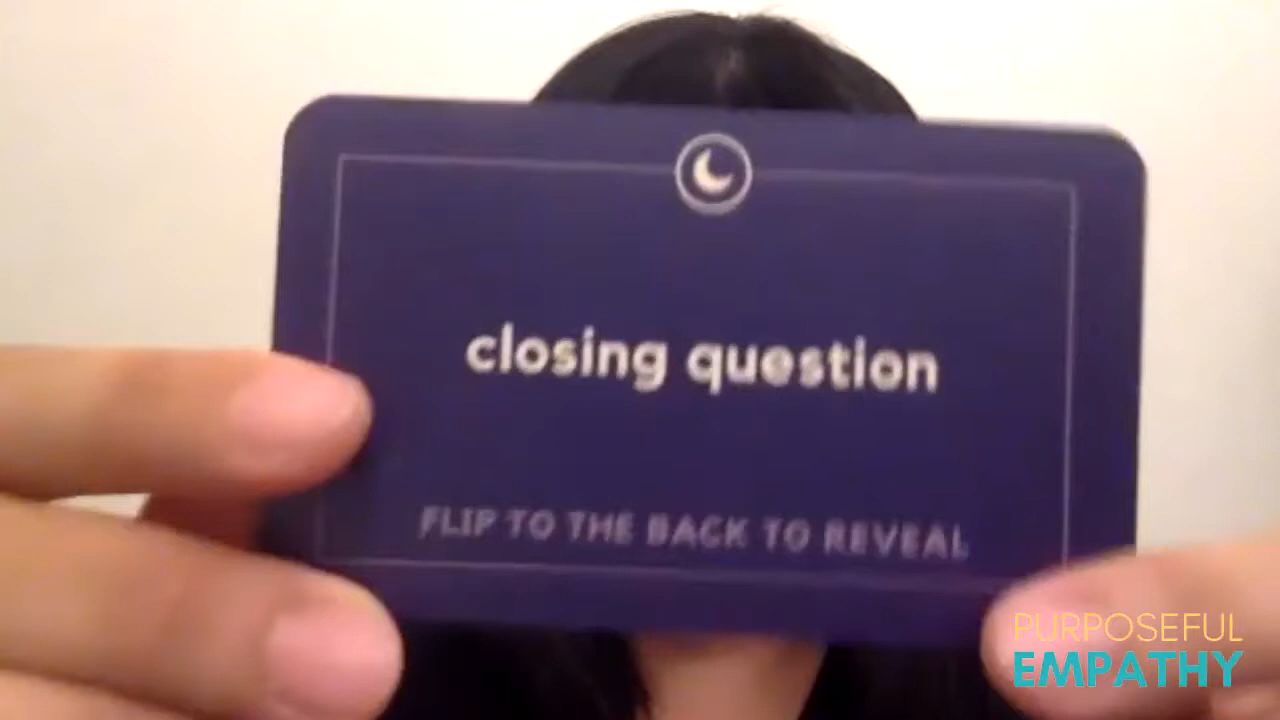 closing question
FLIP TO THE BACK TO REVEAL
PURPOSEFUL
EMPATHY